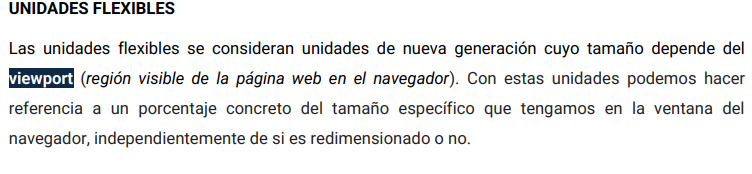 UNIDADES FLEXIBLES
Las unidades flexibles se consideran unidades de nueva generación cuyo tamaño depende del
viewport (región visible de la página web en el navegador). Con estas unidades podemos hacer
referencia a un porcentaje concreto del tamaño específico que tengamos en la ventana del
navegador, independientemente de si es redimensionado o no.